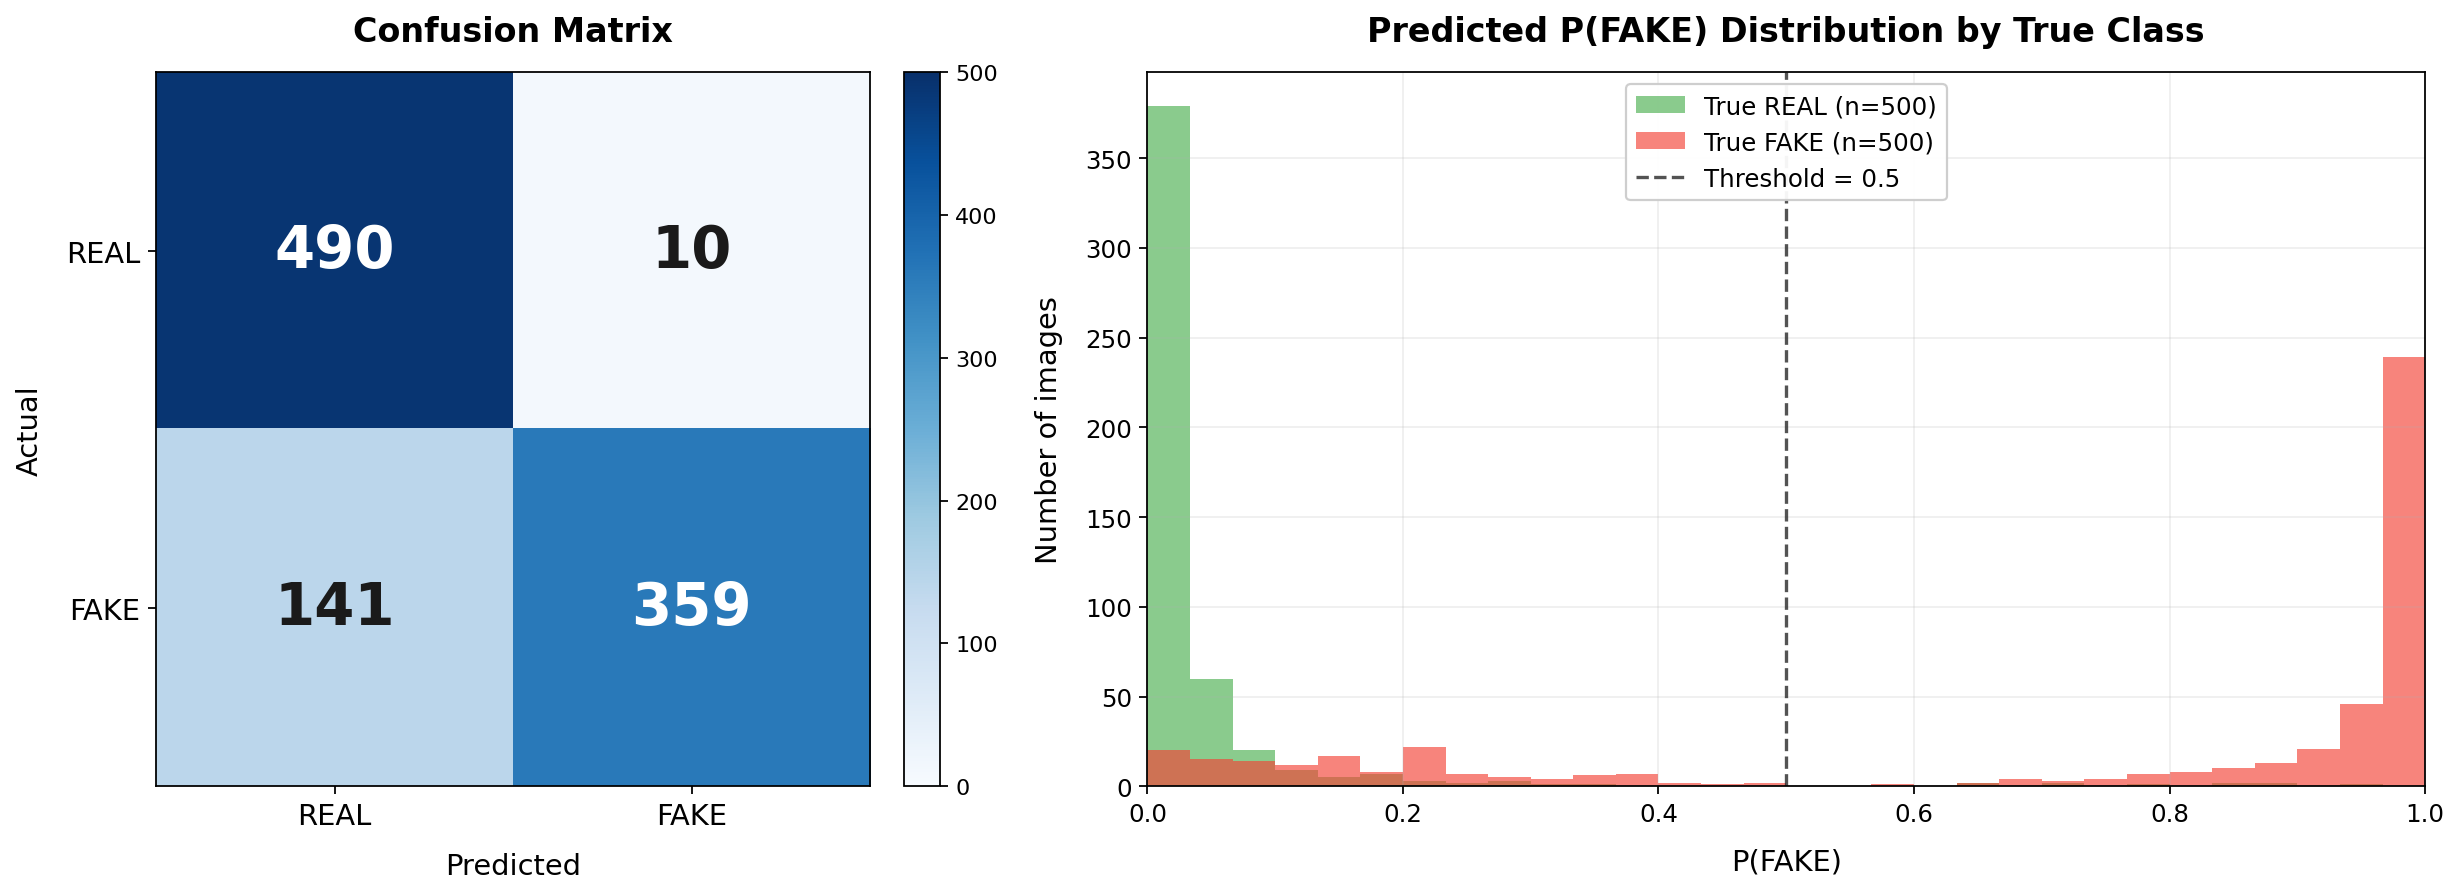 Confusion Matrix
490
10
141
359
REAL
FAKE
Actual
REAL
FAKE
Predicted
500
400
300
200
100
0
Predicted P(FAKE) Distribution by True Class
True REAL (n=500)
True FAKE (n=500)
Threshold = 0.5
Number of images
350
300
250
200
150
100
50
0
0.0
0.2
0.4
0.6
0.8
1.0
P(FAKE)